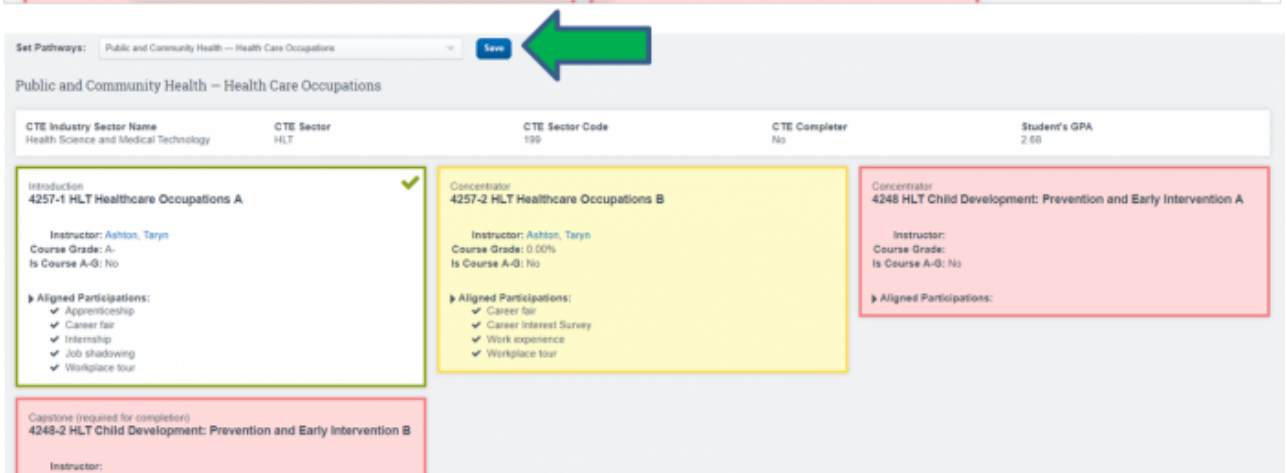 Set Pathways: Public and Community Health — Health Care Occupations Save
Public and Community Health — Health Care Occupations
CTE Industry Sector Name CTE Sector CTE Sector Code CTE Completer Student's GPA
Health Science and Medical Technology HLT 199 No 2.68
Introduction
4257-1 HLT Healthcare Occupations A
Instructor: Ashton, Taryn
Course Grade: A-
Is Course A-G: No
Aligned Participations:
Apprenticeship
Career fair
Internship
Job shadowing
Workplace tour
Concentrator
4257-2 HLT Healthcare Occupations B
Instructor: Ashton, Taryn
Course Grade: 0.00%
Is Course A-G: No
Aligned Participations:
Career fair
Career Interest Survey
Work experience
Workplace tour
Concentrator
4248 HLT Child Development: Prevention and Early Intervention A
Instructor:
Course Grade:
Is Course A-G: No
Aligned Participations:
Capstone (required for completion)
4248-2 HLT Child Development: Prevention and Early Intervention B
Instructor: